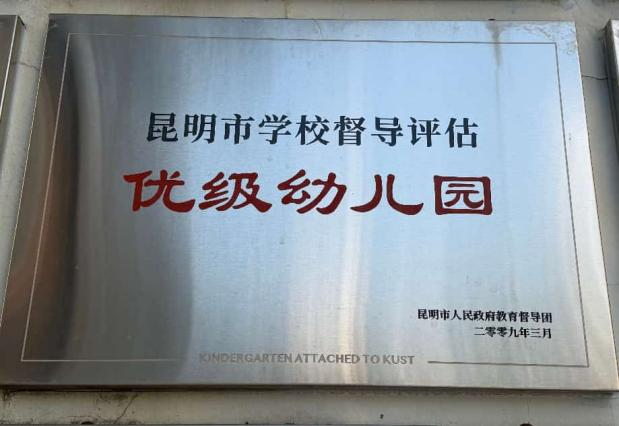 昆明市学校督导评估
优级幼儿园
昆明市人民政府教育督导团
二零零九年三月
KINDERGARTEN ATTACHED TO KUST